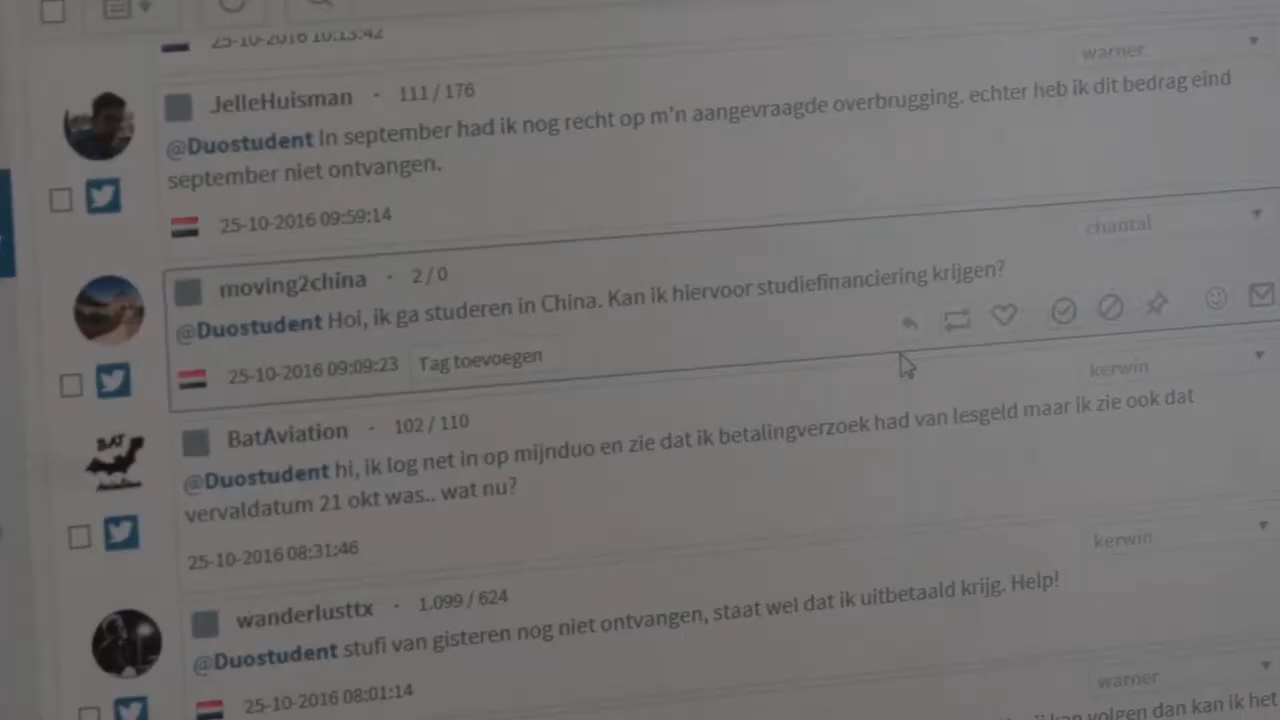 25-10-2016 10:13:42
warner
JelleHuisman - 111 / 176
@Duostudent In september had ik nog recht op m'n aangevraagde overbrugging. echter heb ik dit bedrag eind
september niet ontvangen.
25-10-2016 09:59:14
chantal
moving2china - 2 / 0
@Duostudent Hoi, ik ga studeren in China. Kan ik hiervoor studiefinanciering krijgen?
25-10-2016 09:09:23 Tag toevoegen
kerwin
BatAviation - 102 / 110
@Duostudent hi, ik log net in op mijnduo en zie dat ik betalingverzoek had van lesgeld maar ik zie ook dat
vervaldatum 21 okt was.. wat nu?
25-10-2016 08:31:46
kerwin
wanderlusttx - 1.099 / 624
@Duostudent stufi van gisteren nog niet ontvangen, staat wel dat ik uitbetaald krijg. Help!
25-10-2016 08:01:14
warner
volgen dan kan ik het
BAT